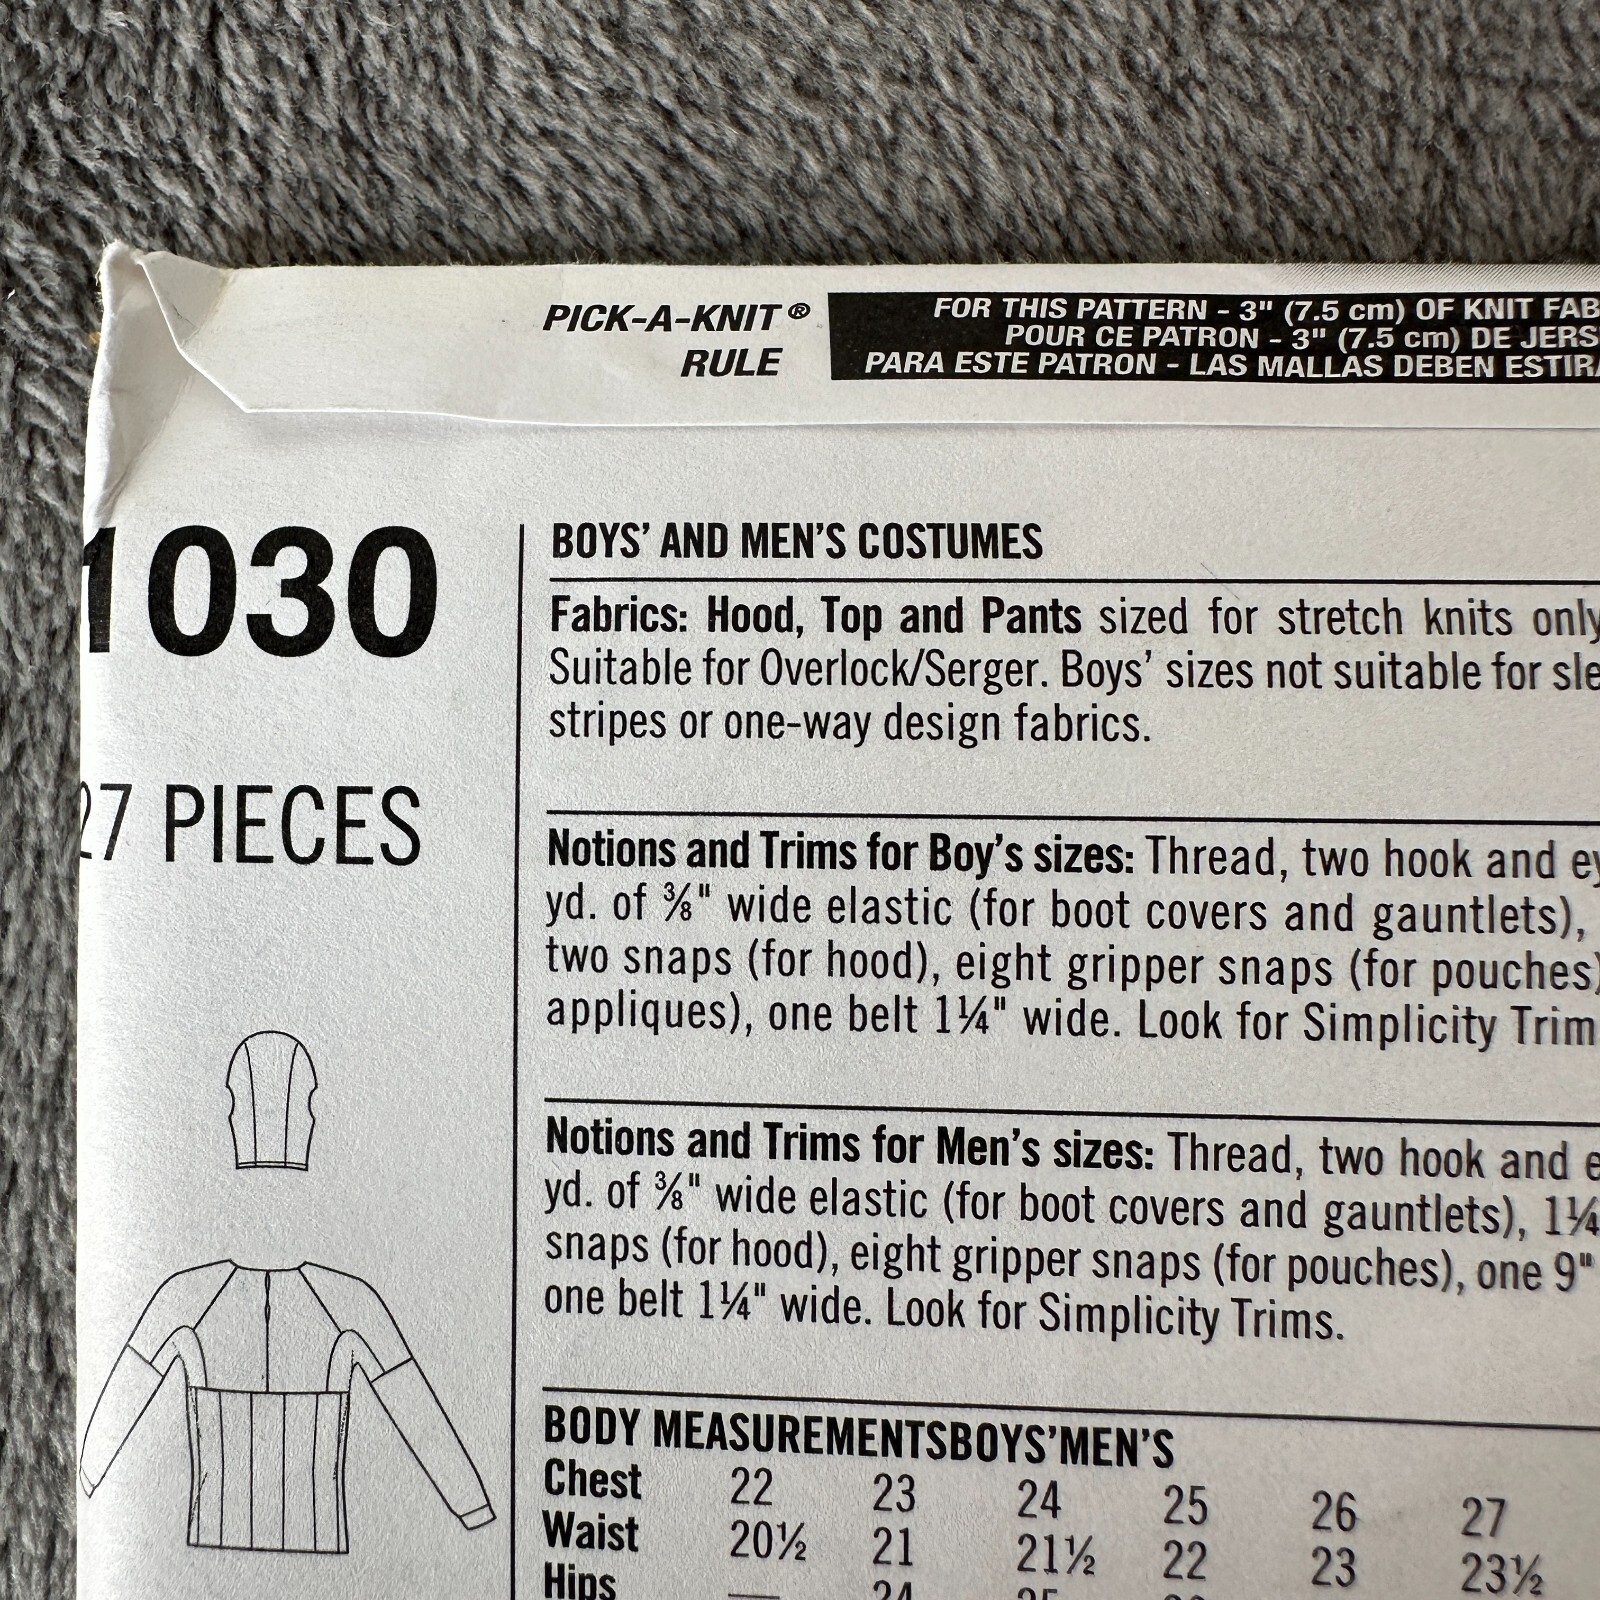 PICK-A-KNIT®
RULE
FOR THIS PATTERN - 3" (7.5 cm) OF KNIT FAB
POUR CE PATRON - 3" (7.5 cm) DE JERS
PARA ESTE PATRON - LAS MALLAS DEBEN ESTIRA
1030
27 PIECES
BOYS' AND MEN'S COSTUMES
Fabrics: Hood, Top and Pants sized for stretch knits only
Suitable for Overlock/Serger. Boys' sizes not suitable for sle
stripes or one-way design fabrics.
Notions and Trims for Boy's sizes: Thread, two hook and ey
yd. of ⅜" wide elastic (for boot covers and gauntlets),
two snaps (for hood), eight gripper snaps (for pouches)
appliques), one belt 1¼" wide. Look for Simplicity Trim
Notions and Trims for Men's sizes: Thread, two hook and e
yd. of ⅜" wide elastic (for boot covers and gauntlets), 1¼
snaps (for hood), eight gripper snaps (for pouches), one 9"
one belt 1¼" wide. Look for Simplicity Trims.
BODY MEASUREMENTSBOYS'MEN'S
Chest 22 23 24 25 26 27
Waist 20½ 21 21½ 22 23 23½
Hips — 24 25